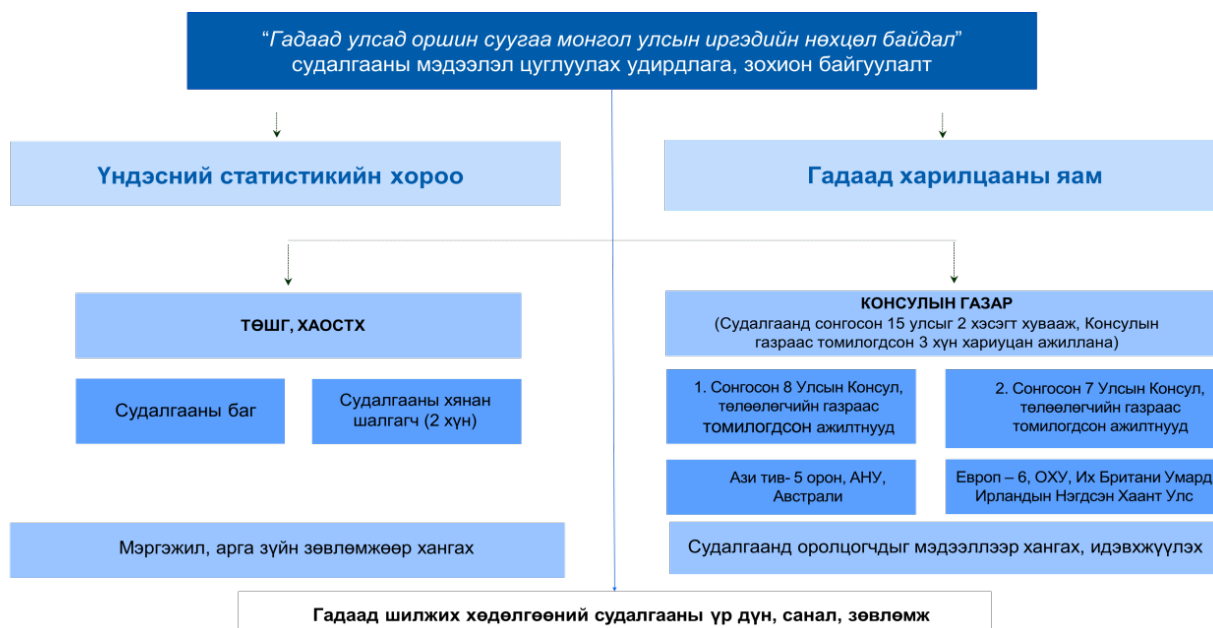 “Гадаад улсад оршин суугаа монгол улсын иргэдийн нөхцөл байдал”
судалгааны мэдээлэл цуглуулах удирдлага, зохион байгуулалт
Үндэсний статистикийн хороо
Гадаад харилцааны яам
ТӨШГ, ХАОСТХ
КОНСУЛЫН ГАЗАР
(Судалгаанд сонгосон 15 улсыг 2 хэсэгт хувааж, Консулын
газраас томилогдсон 3 хүн хариуцан ажиллана)
Судалгааны баг
Судалгааны хянан
шалгагч (2 хүн)
1. Сонгосон 8 Улсын Консул,
төлөөлөгчийн газраас
томилогдсон ажилтнууд
2. Сонгосон 7 Улсын Консул,
төлөөлөгчийн газраас
томилогдсон ажилтнууд
Ази тив- 5 орон, АНУ,
Австрали
Европ – 6, ОХУ, Их Британи Умард
Ирландын Нэгдсэн Хаант Улс
Мэргэжил, арга зүйн зөвлөмжөөр хангах
Судалгаанд оролцогчдыг мэдээллээр хангах, идэвхжүүлэх
Гадаад шилжих хөдөлгөөний судалгааны үр дүн, санал, зөвлөмж